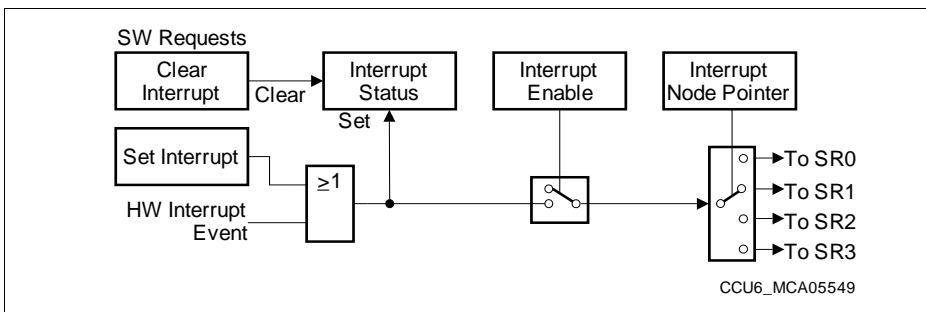 SW Requests
Clear
Interrupt
Clear
Interrupt
Status
Set
Interrupt
Enable
Interrupt
Node Pointer
Set Interrupt
≥1
HW Interrupt
Event
To SR0
To SR1
To SR2
To SR3
CCU6_MCA05549